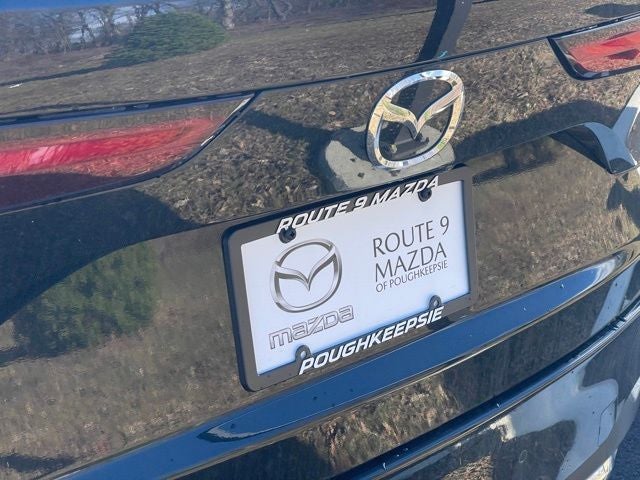 ROUTE 9 MAZDA
ROUTE 9
MAZDA
OF POUGHKEEPSIE
mazda
POUGHKEEPSIE